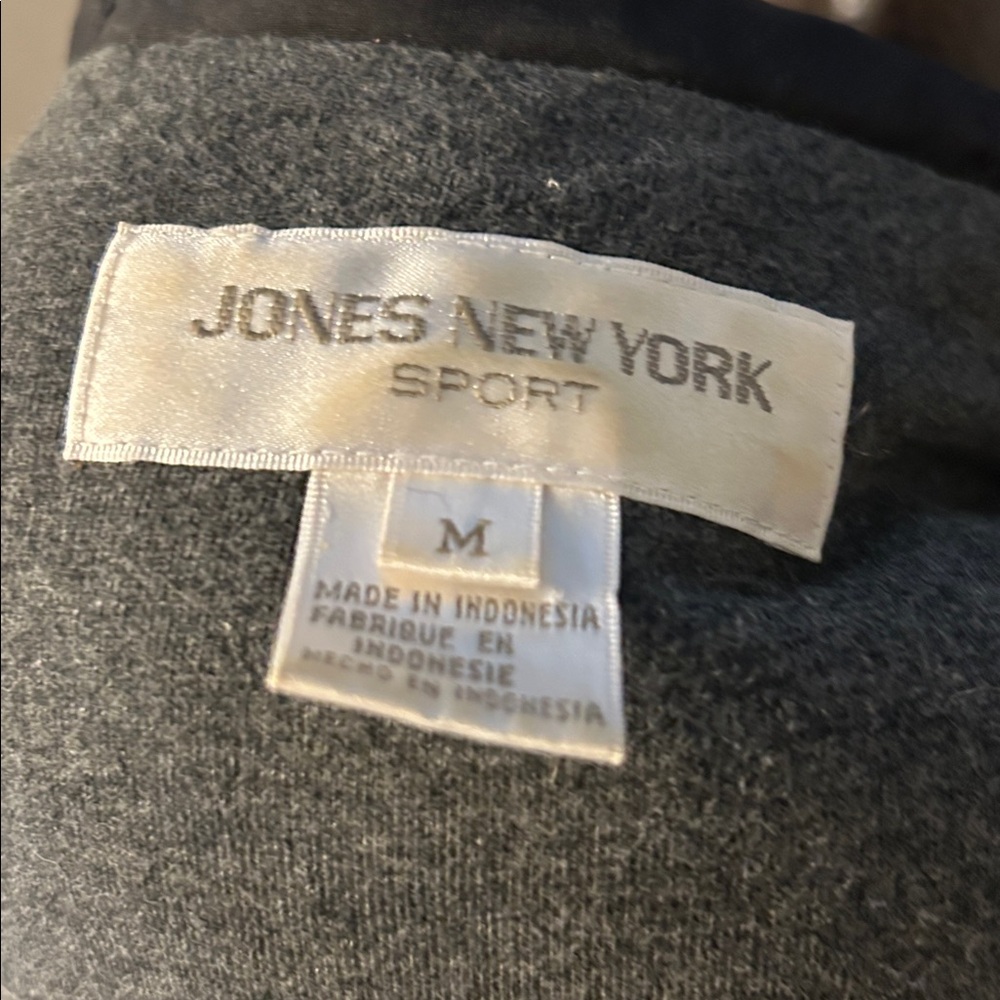 JONES NEW YORK
SPORT
M
MADE IN INDONESIA
FABRIQUE EN
INDONESIE
HECHO EN INDONESIA